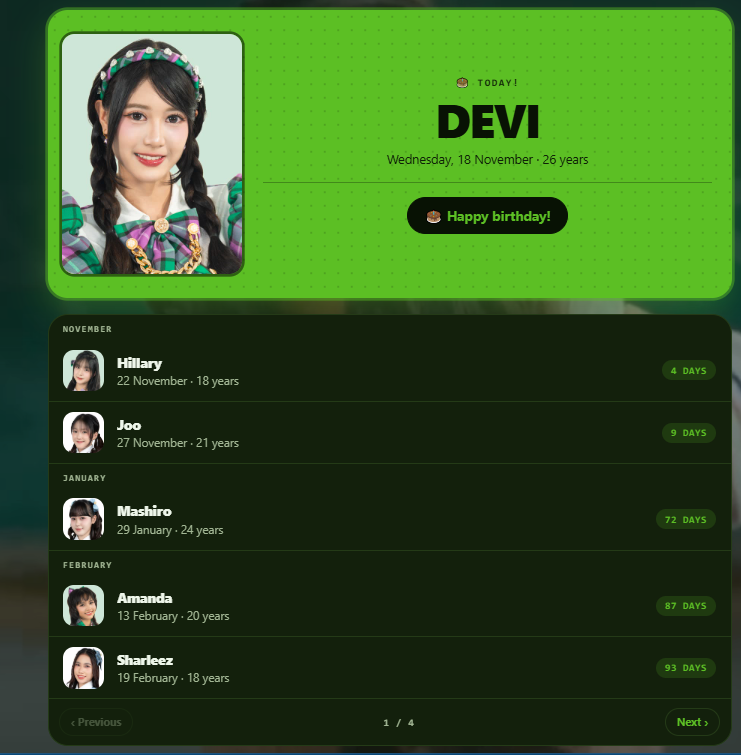 TODAY!
DEVI
Wednesday, 18 November · 26 years
Happy birthday!
NOVEMBER
Hillary
22 November · 18 years
4 DAYS
Joo
27 November · 21 years
9 DAYS
JANUARY
Mashiro
29 January · 24 years
72 DAYS
FEBRUARY
Amanda
13 February · 20 years
87 DAYS
Sharleez
19 February · 18 years
93 DAYS
‹ Previous
1 / 4
Next ›